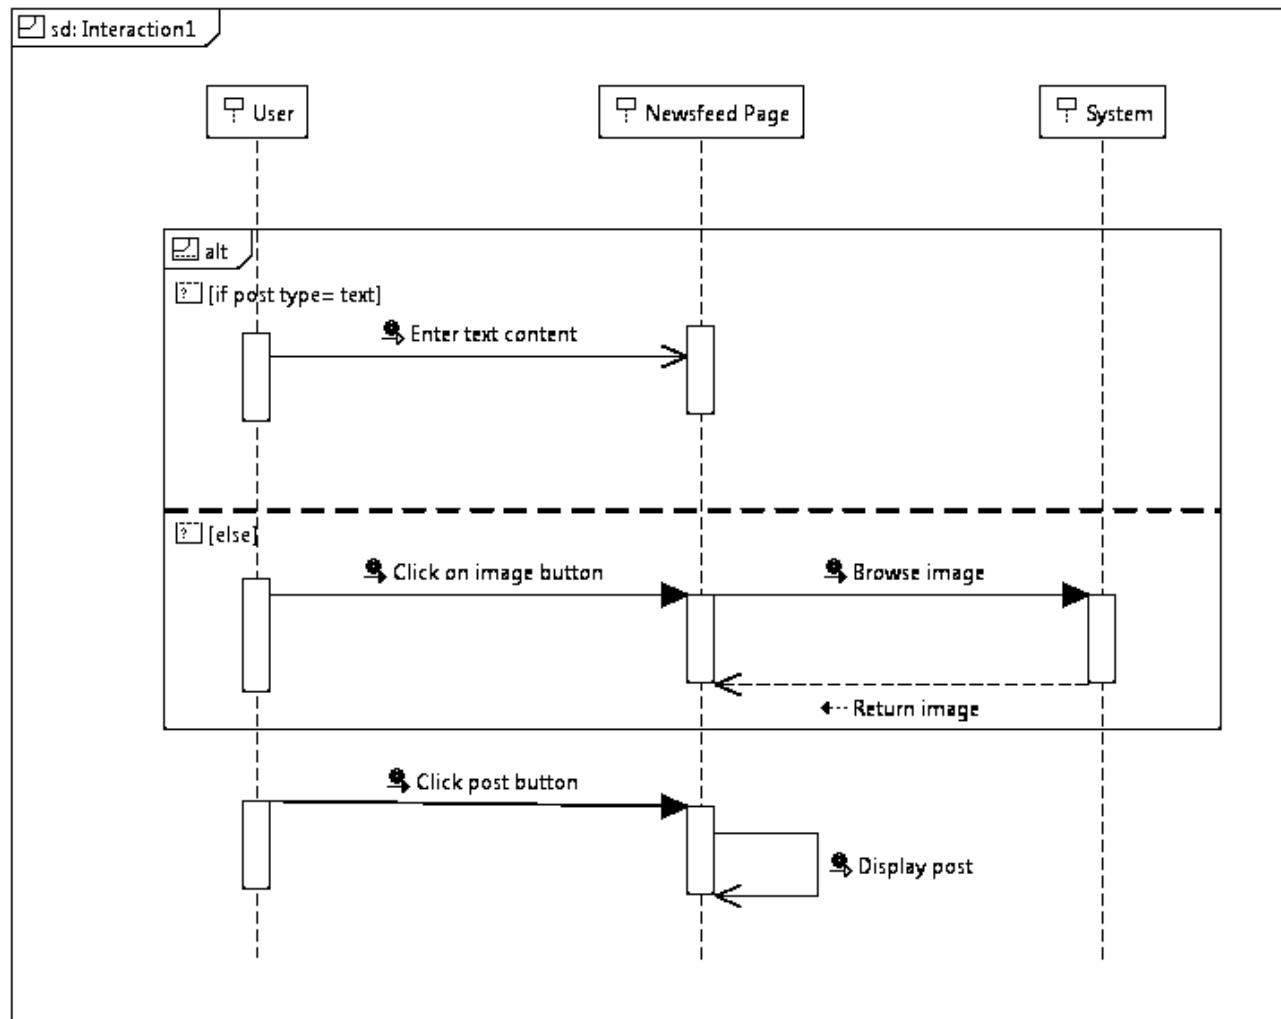 sd: Interaction1
User
Newsfeed Page
System
alt
[if post type= text]
Enter text content
[else]
Click on image button
Browse image
Return image
Click post button
Display post